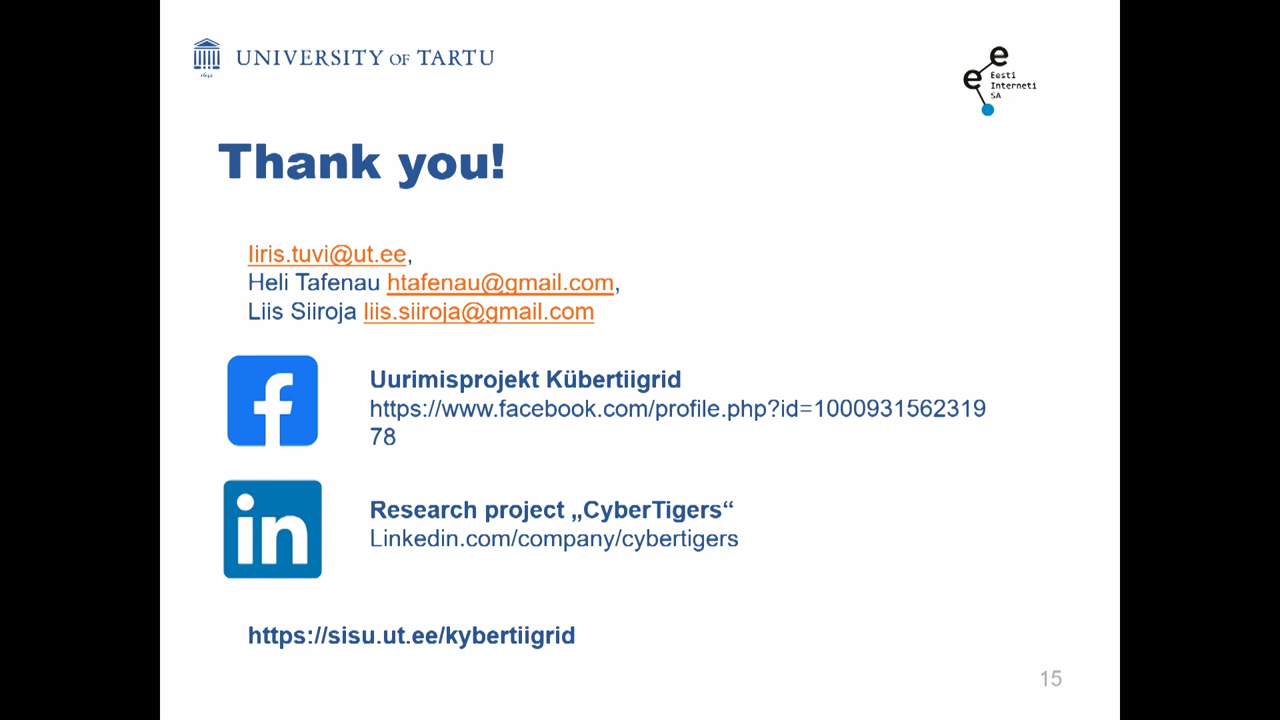 UNIVERSITY OF TARTU
1632
e
e
Eesti
Interneti
SA
Thank you!
Iiris.tuvi@ut.ee,
Heli Tafenau htafenau@gmail.com,
Liis Siiroja liis.siiroja@gmail.com
Uurimisprojekt Kübertiigrid
https://www.facebook.com/profile.php?id=1000931562319
78
Research project „CyberTigers“
Linkedin.com/company/cybertigers
https://sisu.ut.ee/kybertiigrid
15